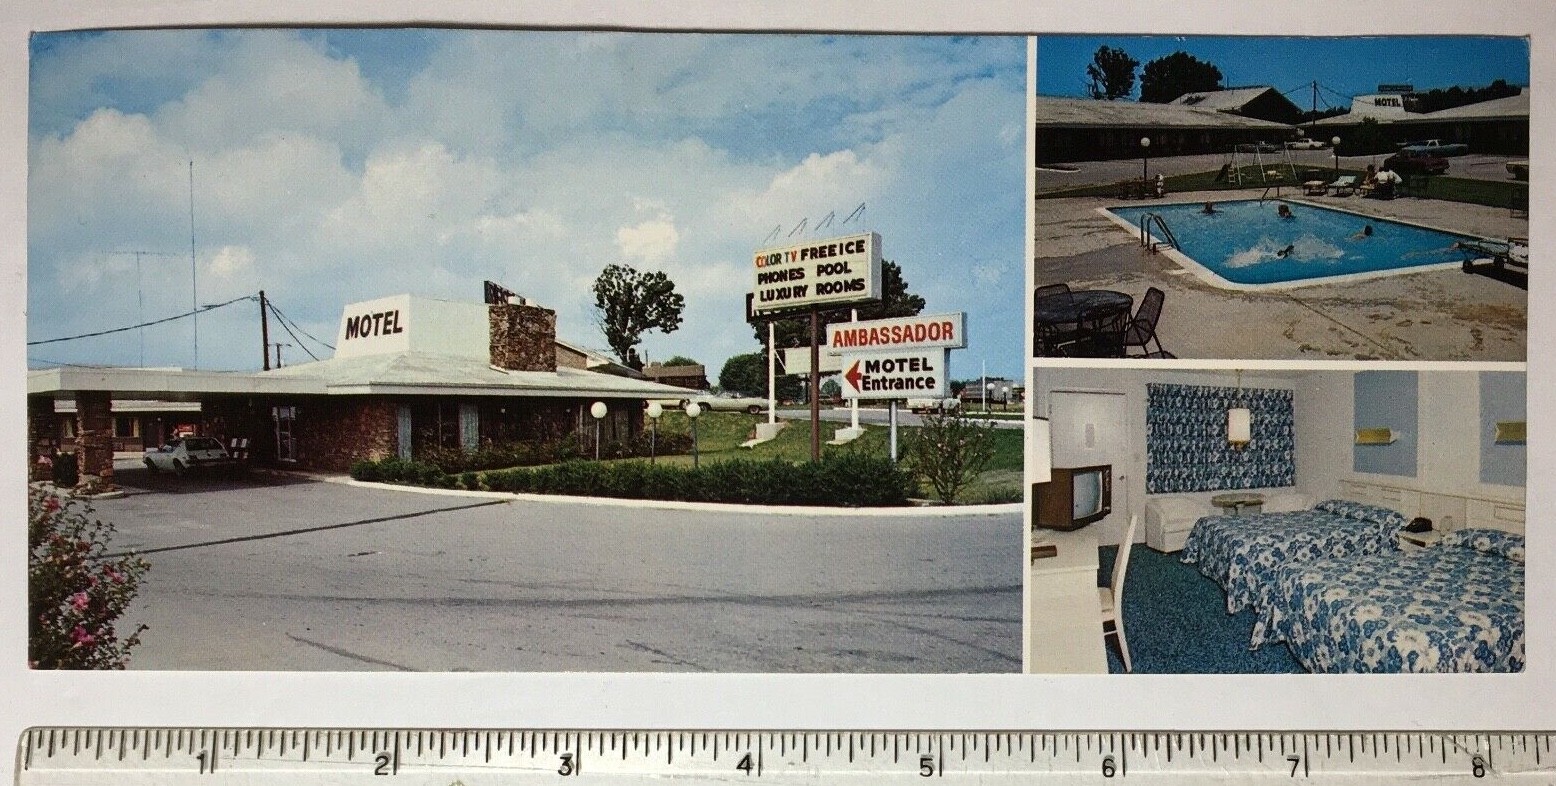 MOTEL
COLOR TV FREE ICE
PHONES POOL
LUXURY ROOMS
AMBASSADOR
MOTEL
Entrance
MOTEL
1 2 3 4 5 6 7 8